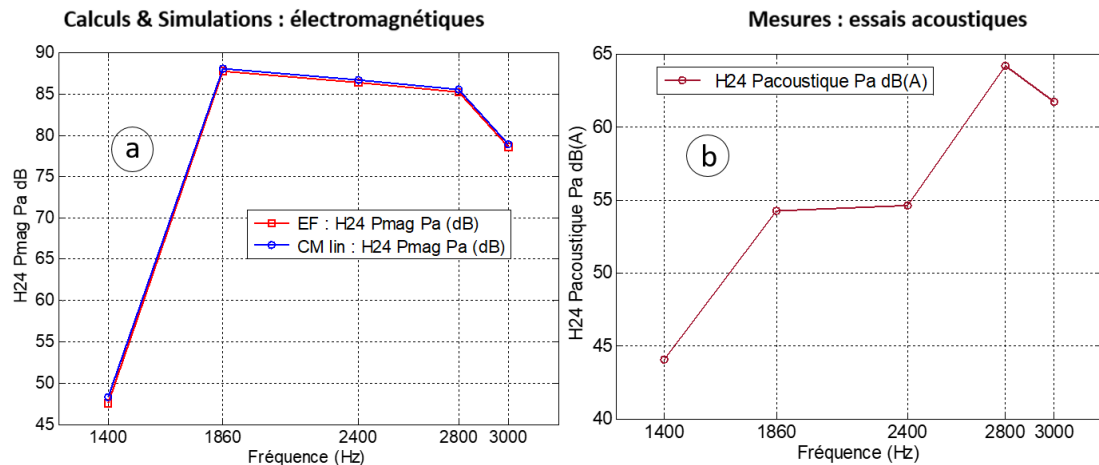 Calculs & Simulations : électromagnétiques
90
85
80
75
70
65
60
55
50
45
H24 Pmag Pa dB
a
EF : H24 Pmag Pa (dB)
CM lin : H24 Pmag Pa (dB)
1400 1860 2400 2800 3000
Fréquence (Hz)
Mesures : essais acoustiques
65
60
55
50
45
40
H24 Pacoustique Pa dB(A)
H24 Pacoustique Pa dB(A)
b
1400 1860 2400 2800 3000
Fréquence (Hz)